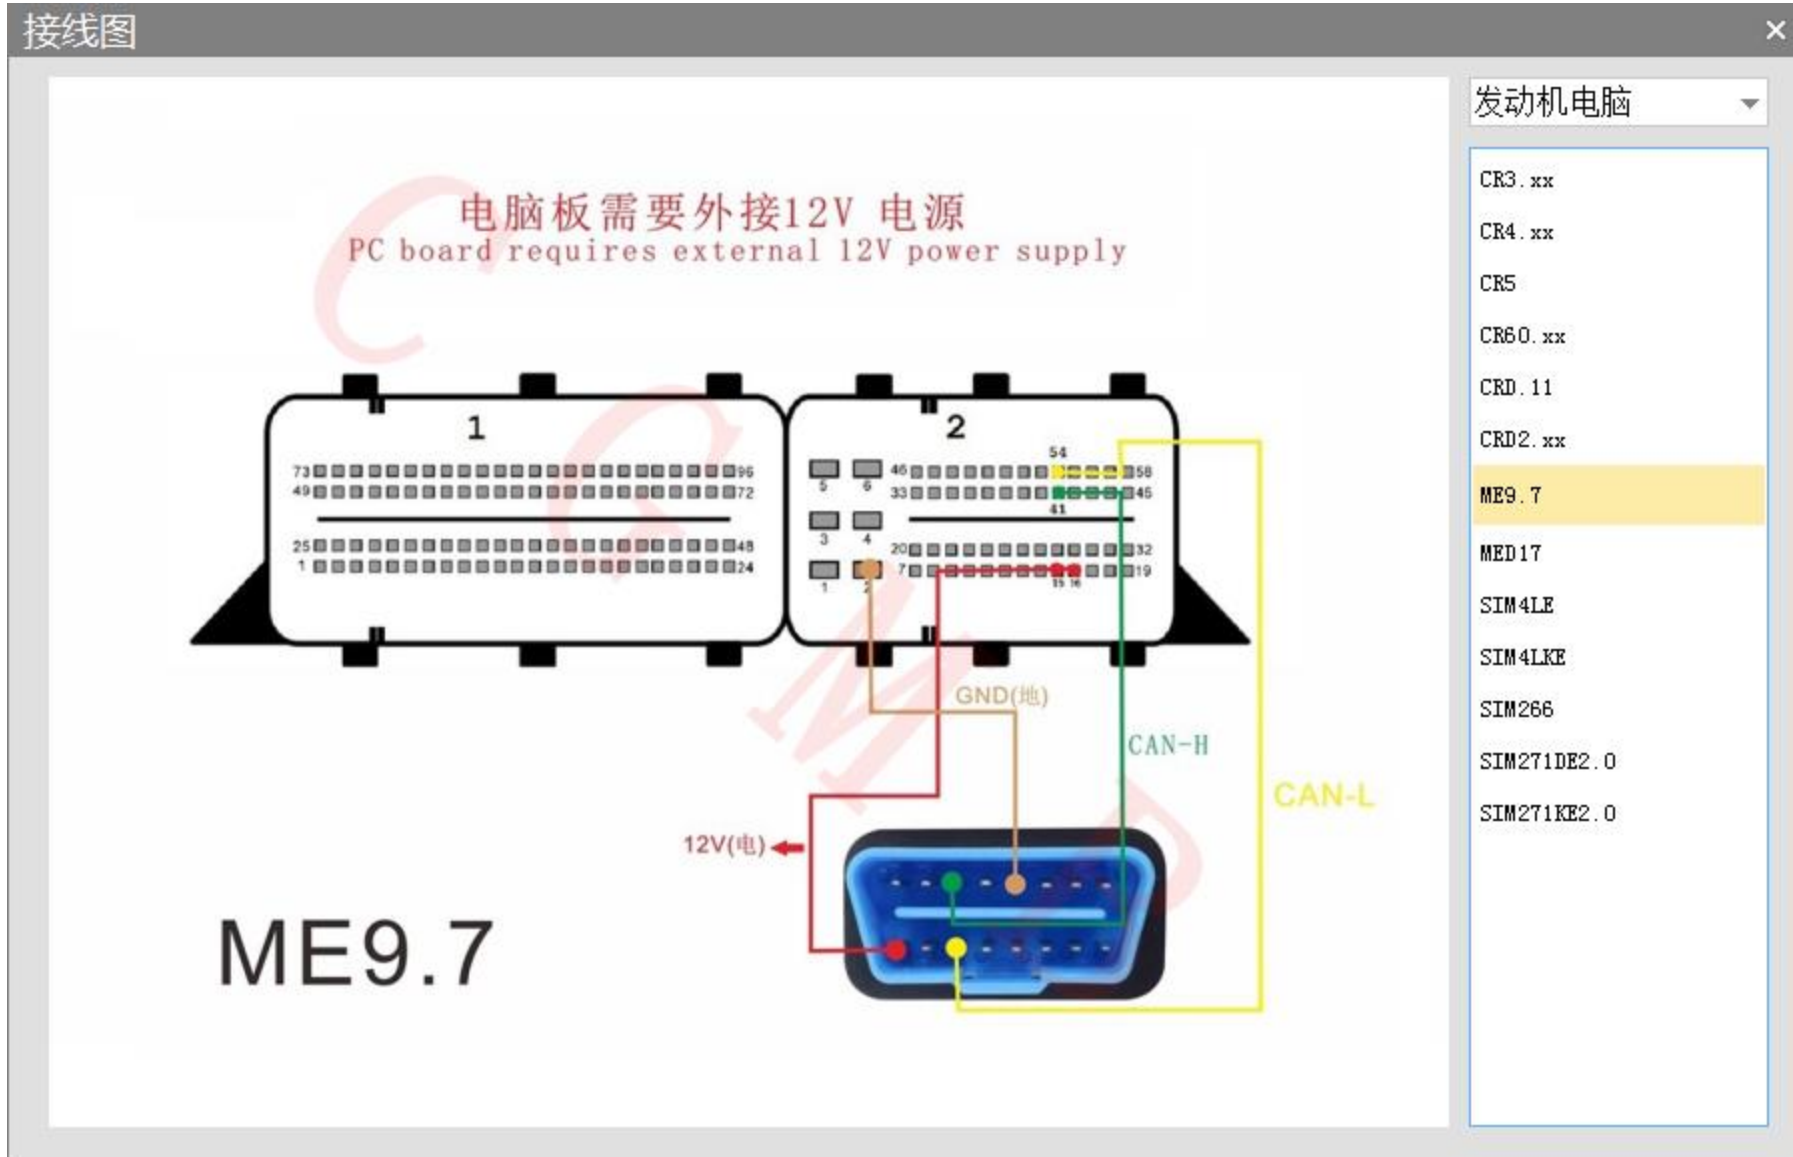 接线图
×
电脑板需要外接12V 电源
PC board requires external 12V power supply
CGMB
1
2
54
73 96
49 72
5 6
46 58
33 45
41
3 4
25 48
1 24
20 32
7 19
1 2
15 16
GND(地)
CAN-H
CAN-L
12V(电)
ME9.7
发动机电脑
CR3.xx
CR4.xx
CR5
CR60.xx
CRD.11
CRD2.xx
ME9.7
MED17
SIM4LE
SIM4LKE
SIM266
SIM271DE2.0
SIM271KE2.0